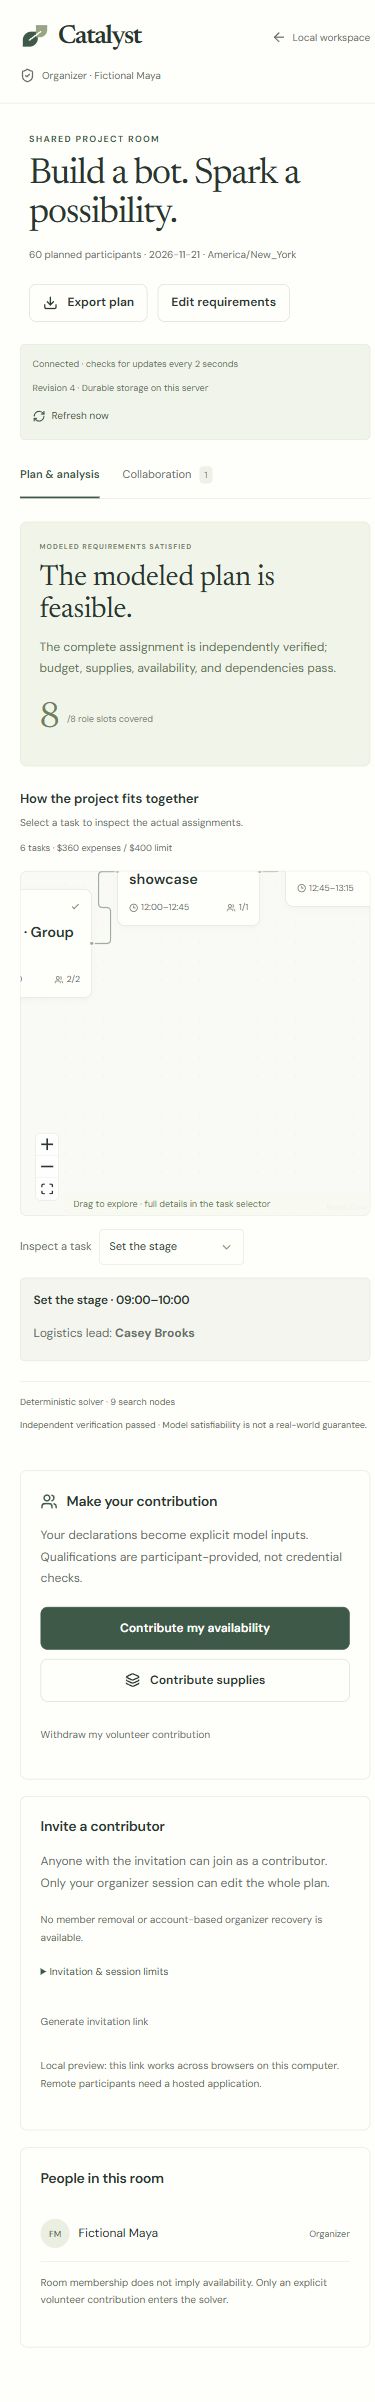 Catalyst
Local workspace
Organizer · Fictional Maya
SHARED PROJECT ROOM
Build a bot. Spark a
possibility.
60 planned participants · 2026-11-21 · America/New_York
Export plan
Edit requirements
Connected · checks for updates every 2 seconds
Revision 4 · Durable storage on this server
Refresh now
Plan & analysis
Collaboration 1
MODELED REQUIREMENTS SATISFIED
The modeled plan is
feasible.
The complete assignment is independently verified;
budget, supplies, availability, and dependencies pass.
8 /8 role slots covered
How the project fits together
Select a task to inspect the actual assignments.
6 tasks · $360 expenses / $400 limit
showcase
12:00–12:45 1/1
12:45–13:15
· Group
2/2
Drag to explore · full details in the task selector
Inspect a task
Set the stage
Set the stage · 09:00–10:00
Logistics lead: Casey Brooks
Deterministic solver · 9 search nodes
Independent verification passed · Model satisfiability is not a real-world guarantee.
Make your contribution
Your declarations become explicit model inputs.
Qualifications are participant-provided, not credential
checks.
Contribute my availability
Contribute supplies
Withdraw my volunteer contribution
Invite a contributor
Anyone with the invitation can join as a contributor.
Only your organizer session can edit the whole plan.
No member removal or account-based organizer recovery is
available.
Invitation & session limits
Generate invitation link
Local preview: this link works across browsers on this computer.
Remote participants need a hosted application.
People in this room
FM Fictional Maya
Organizer
Room membership does not imply availability. Only an explicit
volunteer contribution enters the solver.